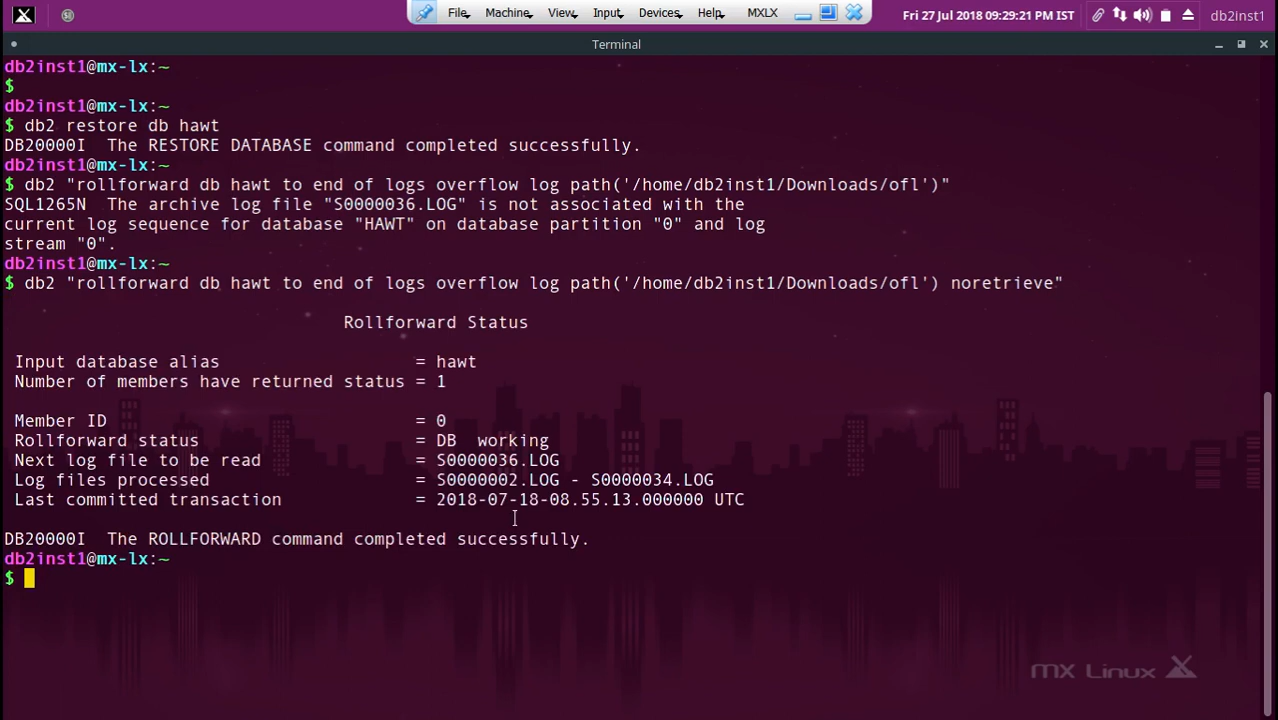 File Machine View Input Devices Help MXLX Fri 27 Jul 2018 09:29:21 PM IST db2inst1
Terminal
db2inst1@mx-lx:~
$
db2inst1@mx-lx:~
$ db2 restore db hawt
DB20000I  The RESTORE DATABASE command completed successfully.
db2inst1@mx-lx:~
$ db2 "rollforward db hawt to end of logs overflow log path('/home/db2inst1/Downloads/ofl')"
SQL1265N  The archive log file "S0000036.LOG" is not associated with the
current log sequence for database "HAWT" on database partition "0" and log
stream "0".
db2inst1@mx-lx:~
$ db2 "rollforward db hawt to end of logs overflow log path('/home/db2inst1/Downloads/ofl') noretrieve"
Rollforward Status
Input database alias = hawt
Number of members have returned status = 1
Member ID = 0
Rollforward status = DB  working
Next log file to be read = S0000036.LOG
Log files processed = S0000002.LOG - S0000034.LOG
Last committed transaction = 2018-07-18-08.55.13.000000 UTC
DB20000I  The ROLLFORWARD command completed successfully.
db2inst1@mx-lx:~
$
MX Linux